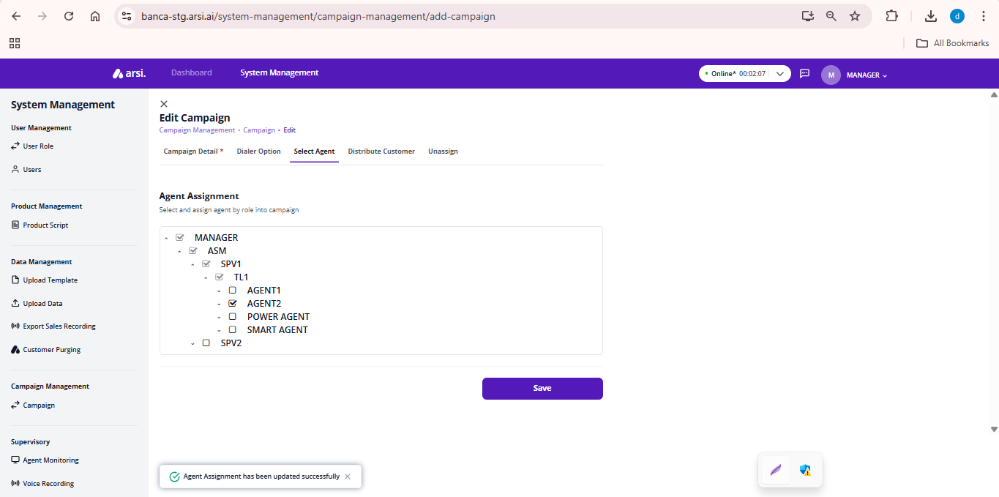 banca-stg.arsi.ai/system-management/campaign-management/add-campaign
d
All Bookmarks
arsi.
Dashboard
System Management
Online* 00:02:07
M
MANAGER
System Management
User Management
User Role
Users
Product Management
Product Script
Data Management
Upload Template
Upload Data
Export Sales Recording
Customer Purging
Campaign Management
Campaign
Supervisory
Agent Monitoring
Voice Recording
Edit Campaign
Campaign Management • Campaign • Edit
Campaign Detail *
Dialer Option
Select Agent
Distribute Customer
Unassign
Agent Assignment
Select and assign agent by role into campaign
MANAGER
ASM
SPV1
TL1
AGENT1
AGENT2
POWER AGENT
SMART AGENT
SPV2
Save
Agent Assignment has been updated successfully